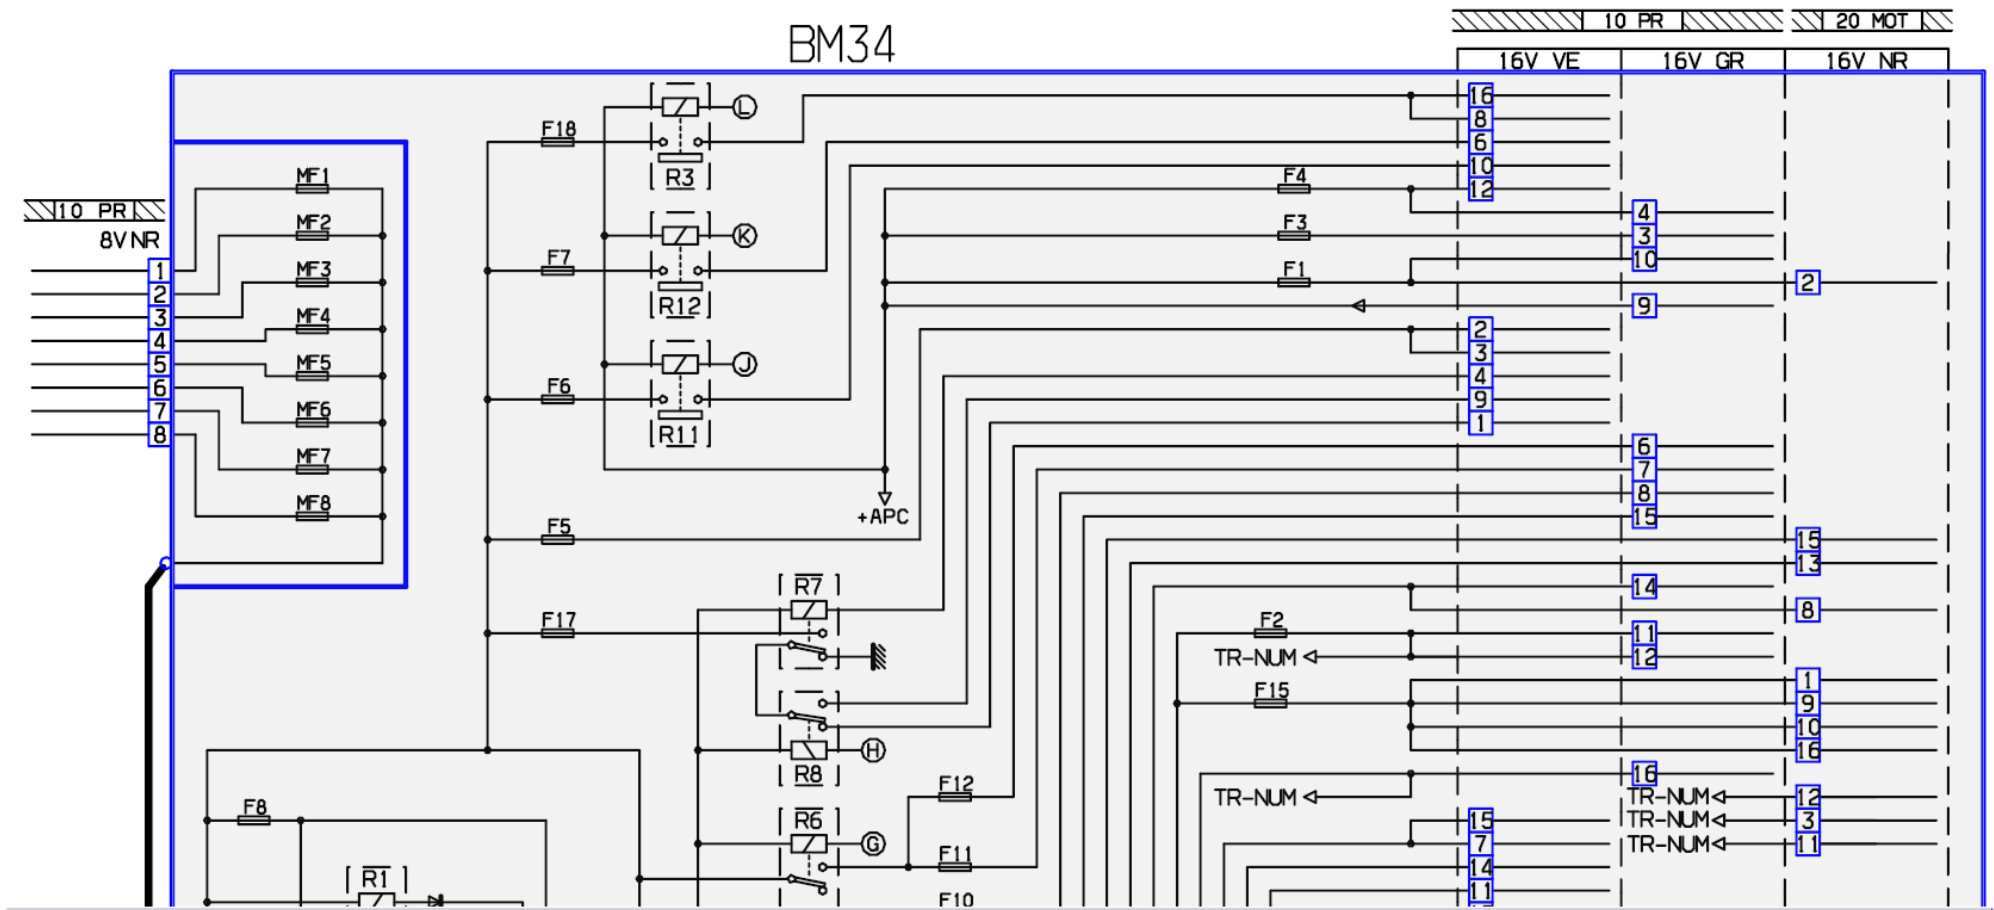 BM34
10 PR
20 MOT
16V VE
16V GR
16V NR
16
8
6
10
12
4
3
10
2
9
2
3
4
9
1
6
7
8
15
15
13
14
8
11
12
1
9
10
16
16
12
3
11
15
7
14
11
10 PR
8V NR
1
2
3
4
5
6
7
8
MF1
MF2
MF3
MF4
MF5
MF6
MF7
MF8
F18
F7
F6
F5
F17
L
R3
K
R12
J
R11
F4
F3
F1
+APC
R7
H
R8
R6
G
F12
F11
F10
F2
TR-NUM
F15
TR-NUM
TR-NUM
TR-NUM
TR-NUM
F8
R1